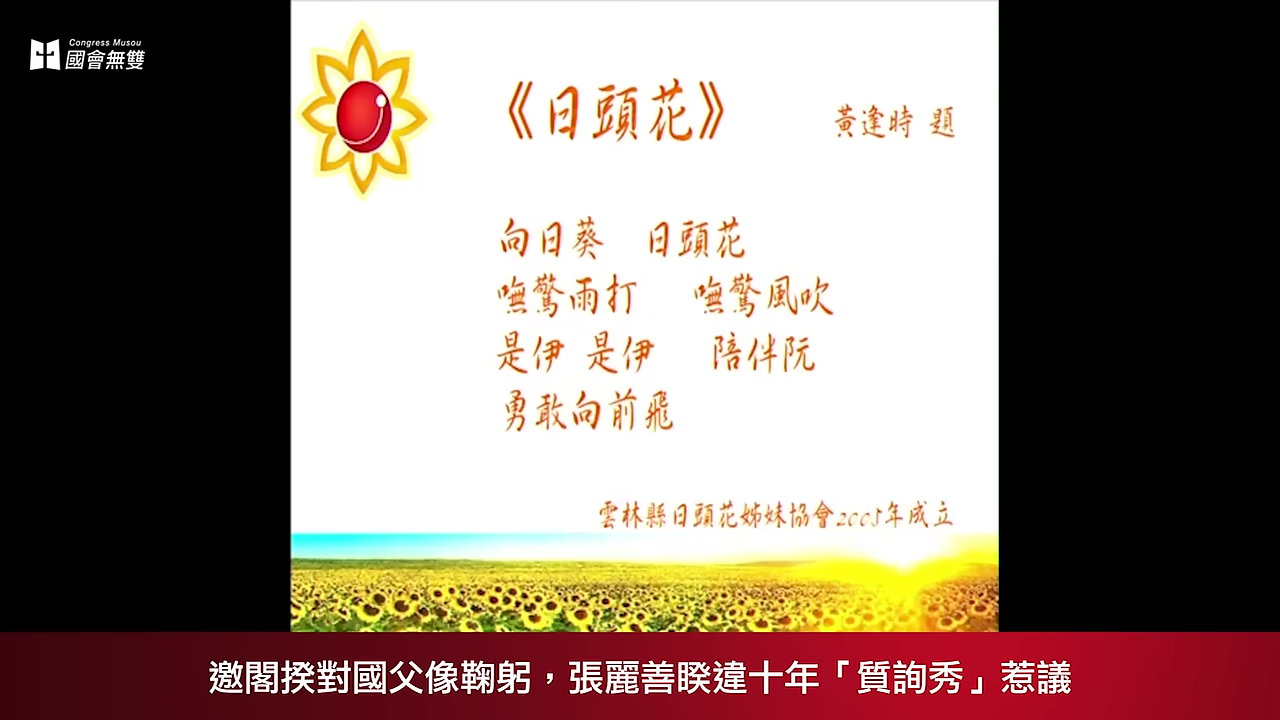 Congress Musou
國會無雙
《日頭花》
黃逢時 題
向日葵 日頭花
嘸驚雨打 嘸驚風吹
是伊 是伊 陪伴阮
勇敢向前飛
雲林縣日頭花姊妹協會2005年成立
邀閣揆對國父像鞠躬，張麗善睽違十年「質詢秀」惹議